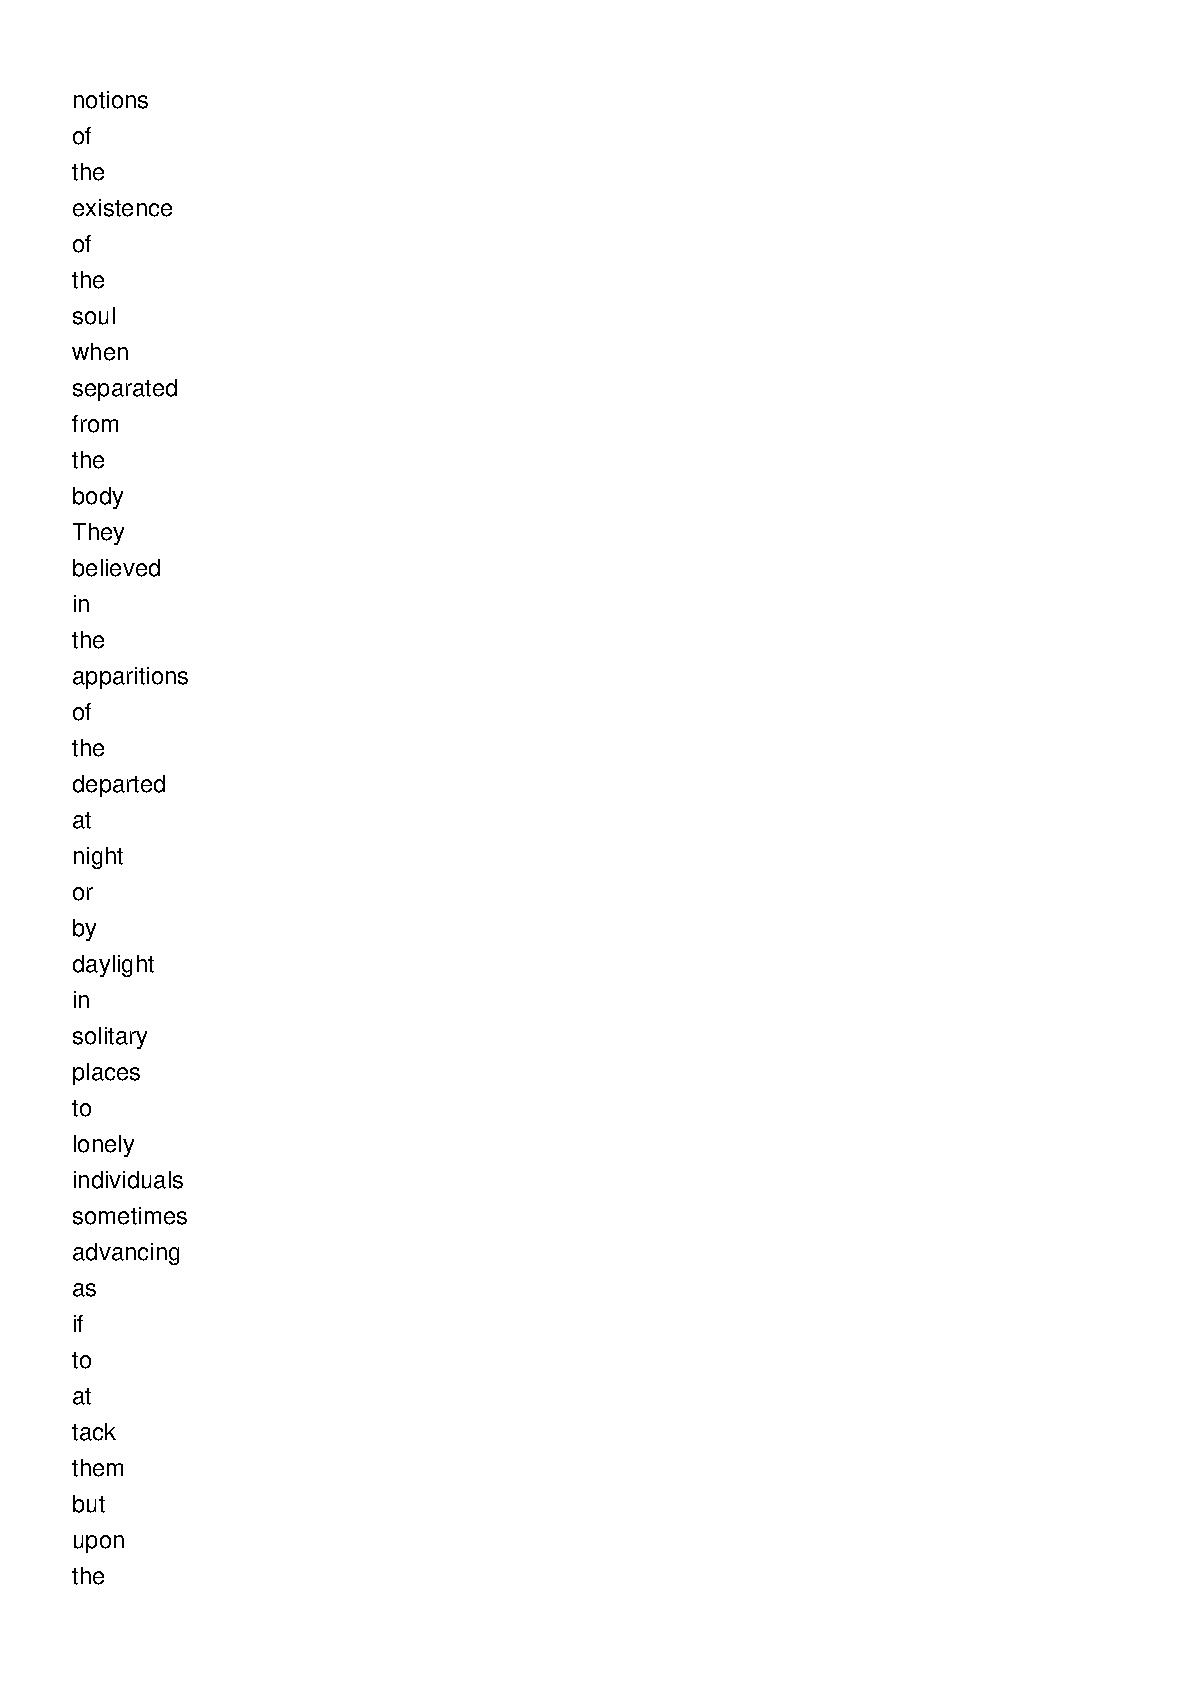 notions
of
the
existence
of
the
soul
when
separated
from
the
body
They
believed
in
the
apparitions
of
the
departed
at
night
or
by
daylight
in
solitary
places
to
lonely
individuals
sometimes
advancing
as
if
to
at
tack
them
but
upon
the